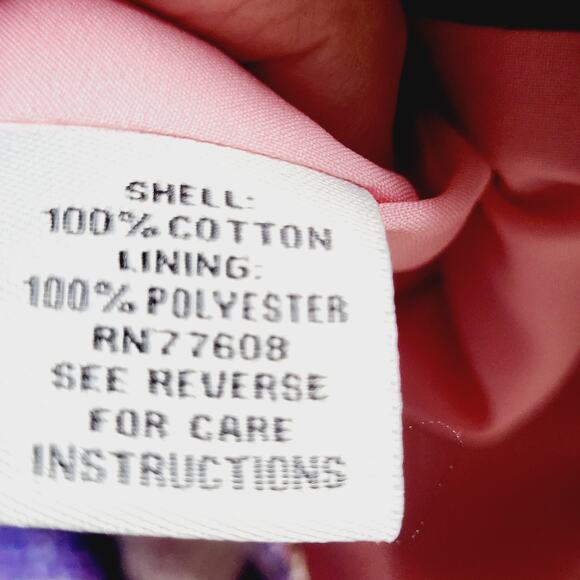 SHELL:
100% COTTON
LINING:
100% POLYESTER
RN77608
SEE REVERSE
FOR CARE
INSTRUCTIONS